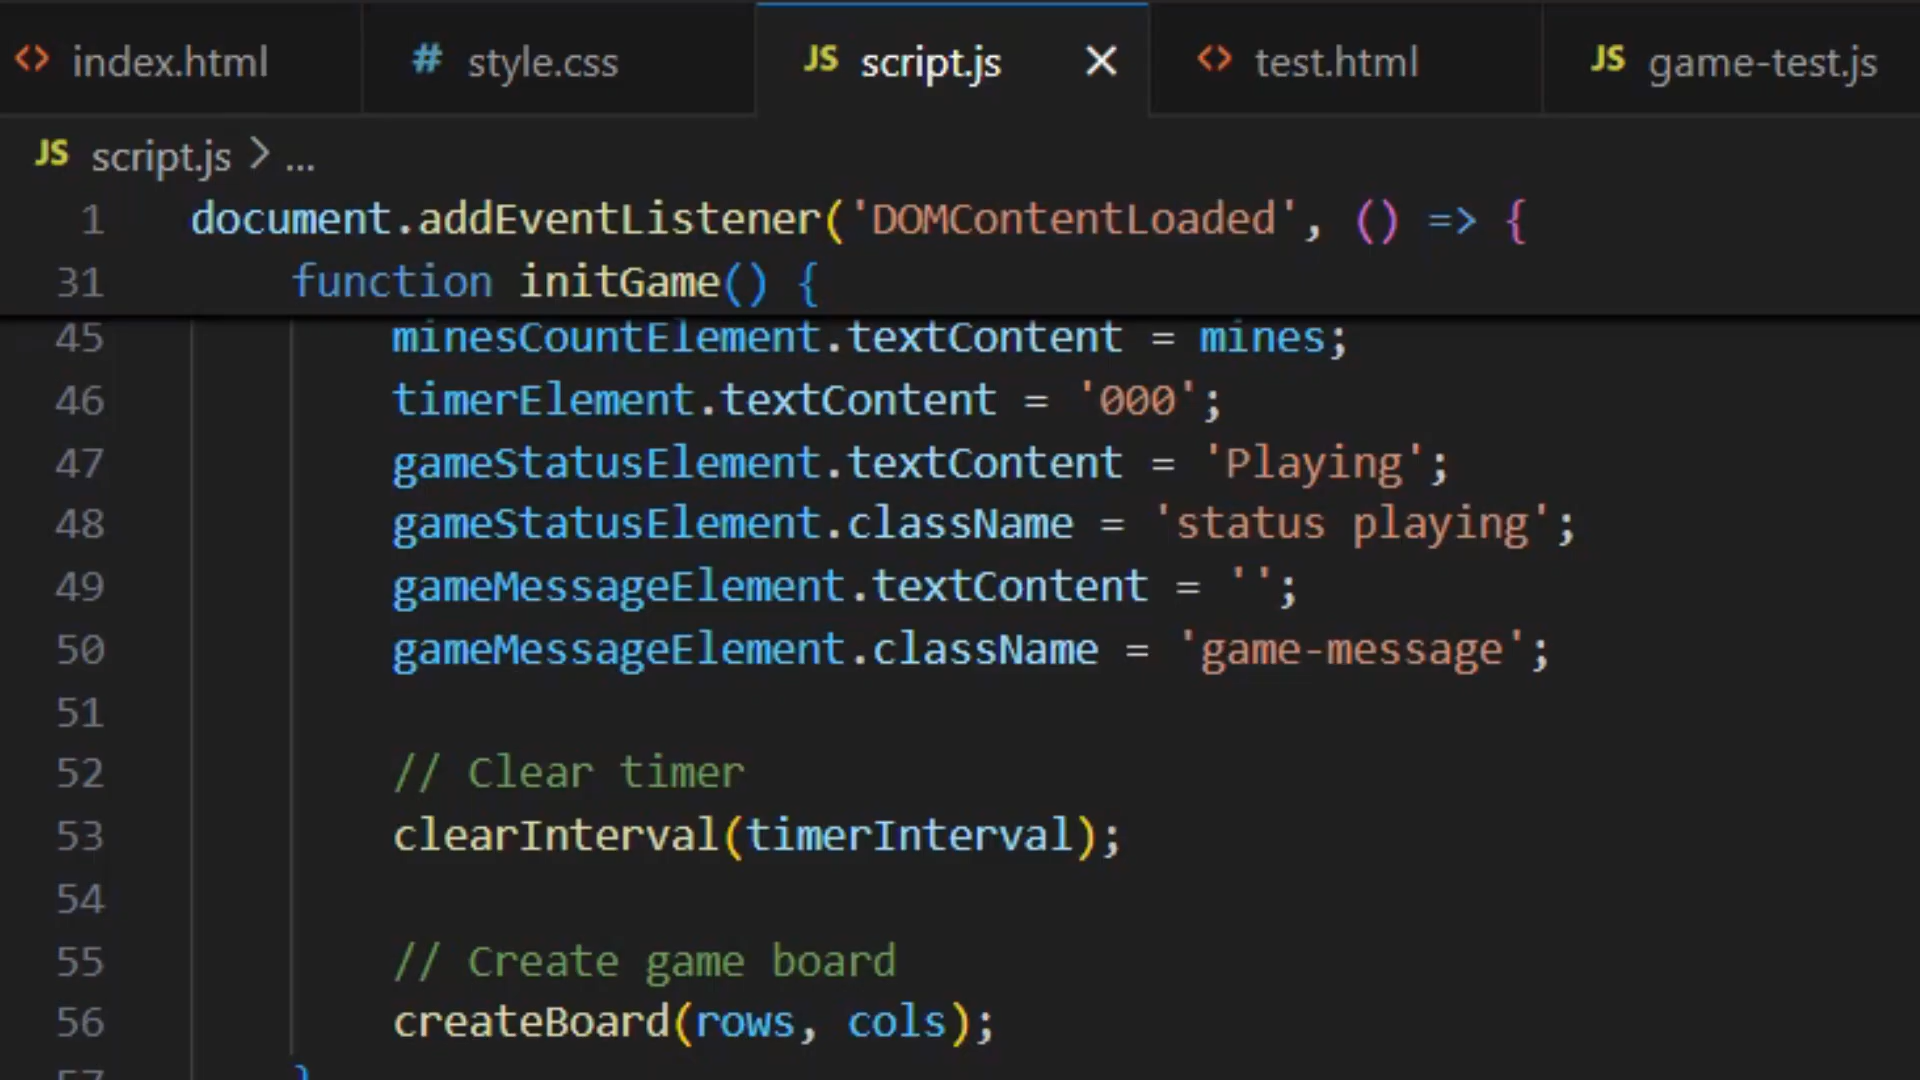 <> index.html # style.css JS script.js × <> test.html JS game-test.js
JS script.js > ...
1 document.addEventListener('DOMContentLoaded', () => {
31 function initGame() {
45 minesCountElement.textContent = mines;
46 timerElement.textContent = '000';
47 gameStatusElement.textContent = 'Playing';
48 gameStatusElement.className = 'status playing';
49 gameMessageElement.textContent = '';
50 gameMessageElement.className = 'game-message';
51
52 // Clear timer
53 clearInterval(timerInterval);
54
55 // Create game board
56 createBoard(rows, cols);
57 }